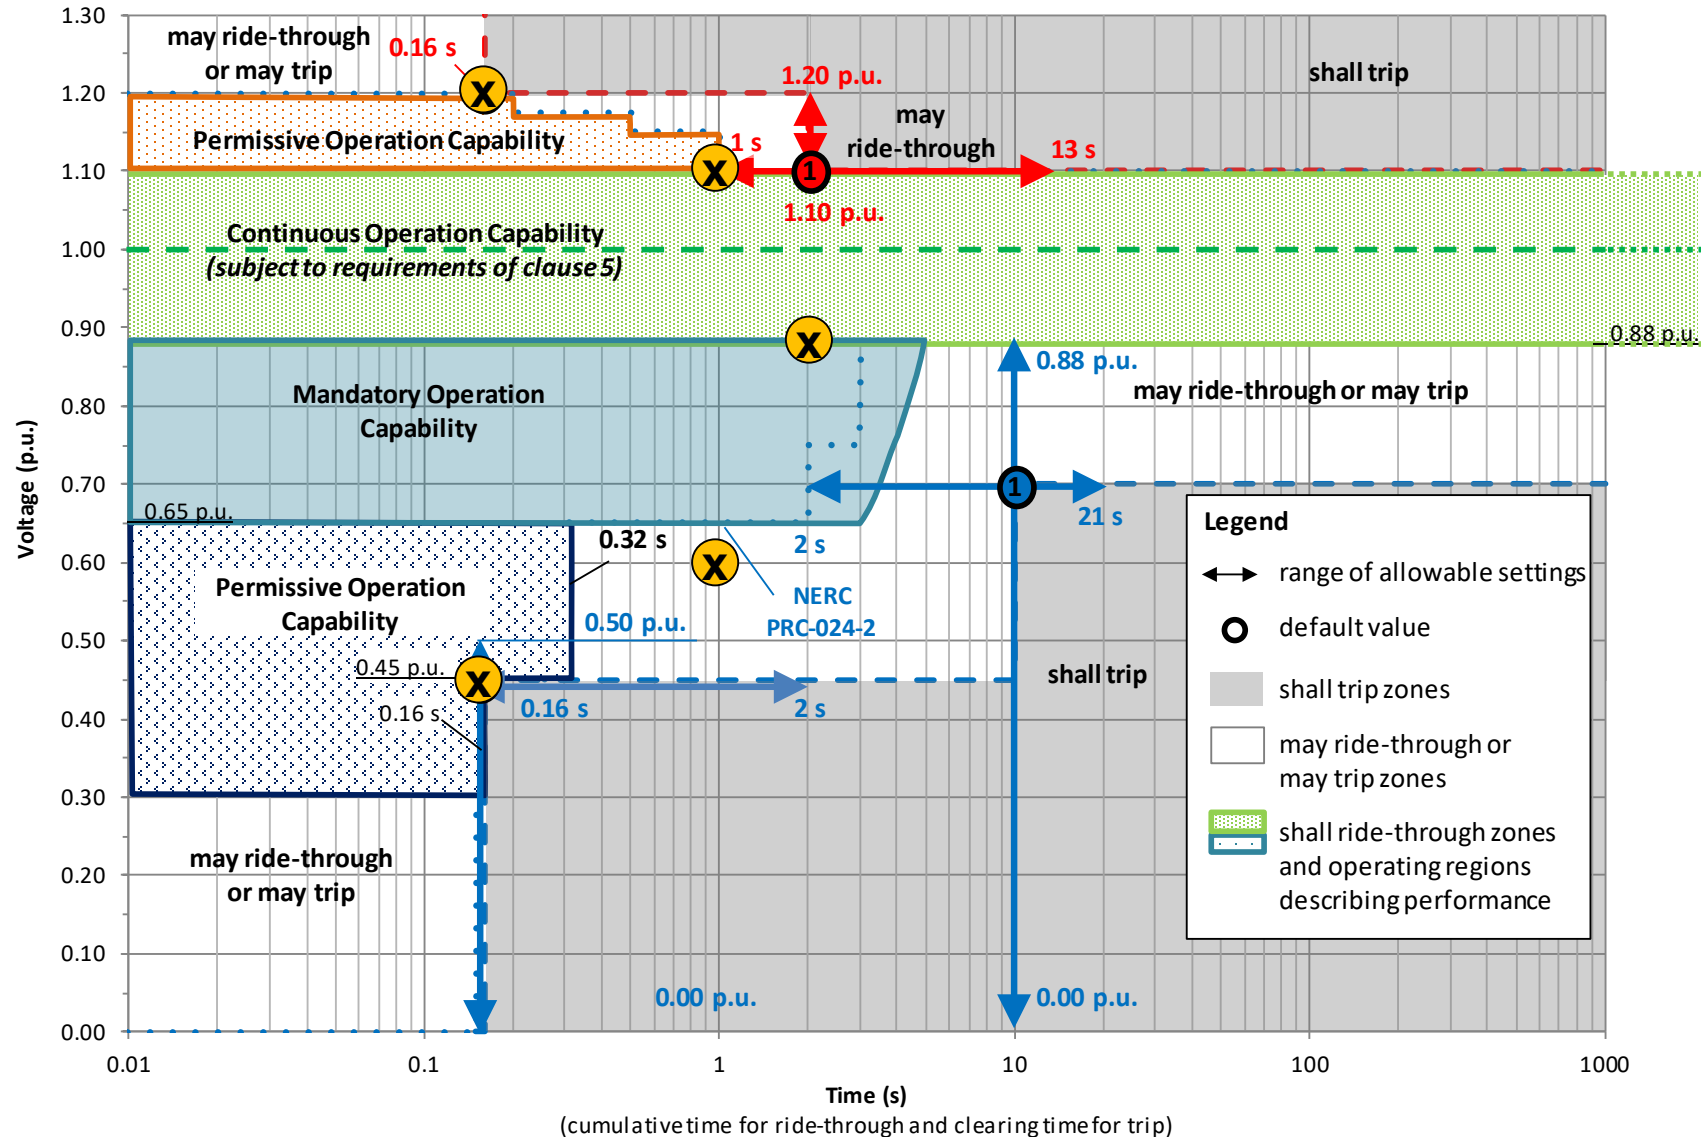 1.30
1.20
1.10
1.00
0.90
0.80
0.70
0.60
0.50
0.40
0.30
0.20
0.10
0.00
Voltage (p.u.)
may ride-through
or may trip
0.16 s
X
1.20 p.u.
shall trip
Permissive Operation Capability
may
ride-through
1 s
X
1
13 s
1.10 p.u.
Continuous Operation Capability
(subject to requirements of clause 5)
X
0.88 p.u.
0.88 p.u.
Mandatory Operation
Capability
may ride-through or may trip
1
0.65 p.u.
21 s
0.32 s
2 s
X
Permissive Operation
Capability
NERC
PRC-024-2
0.50 p.u.
0.45 p.u.
X
0.16 s
0.16 s
2 s
shall trip
may ride-through
or may trip
0.00 p.u.
0.00 p.u.
Legend
range of allowable settings
default value
shall trip zones
may ride-through or
may trip zones
shall ride-through zones
and operating regions
describing performance
0.01
0.1
1
10
100
1000
Time (s)
(cumulative time for ride-through and clearing time for trip)